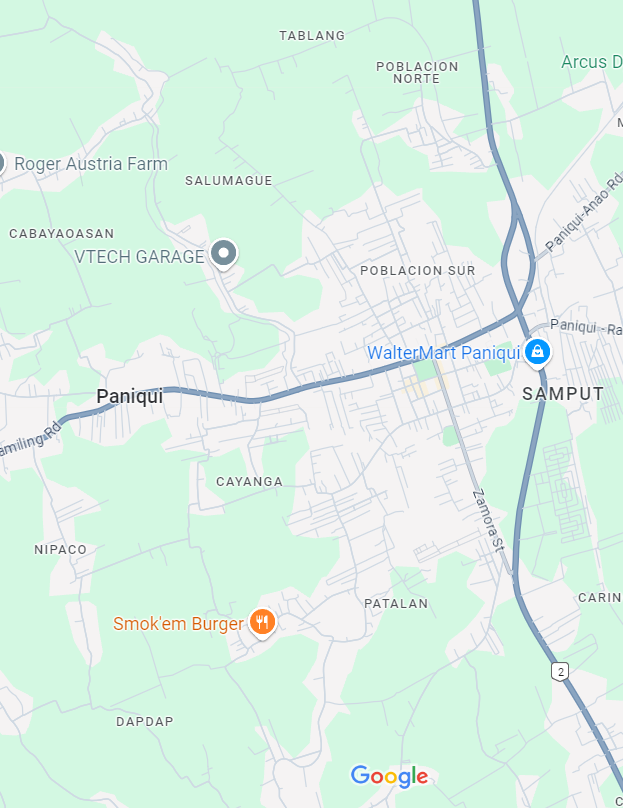 TABLANG
POBLACION
NORTE
Arcus D
Roger Austria Farm
SALUMAGUE
Paniqui-Anao Rd
CABAYAOASAN
VTECH GARAGE
POBLACION SUR
Paniqui - Ra
WalterMart Paniqui
Paniqui
SAMPUT
amiling Rd
CAYANGA
Zamora St
NIPACO
CARIN
PATALAN
Smok'em Burger
2
DAPDAP
Google